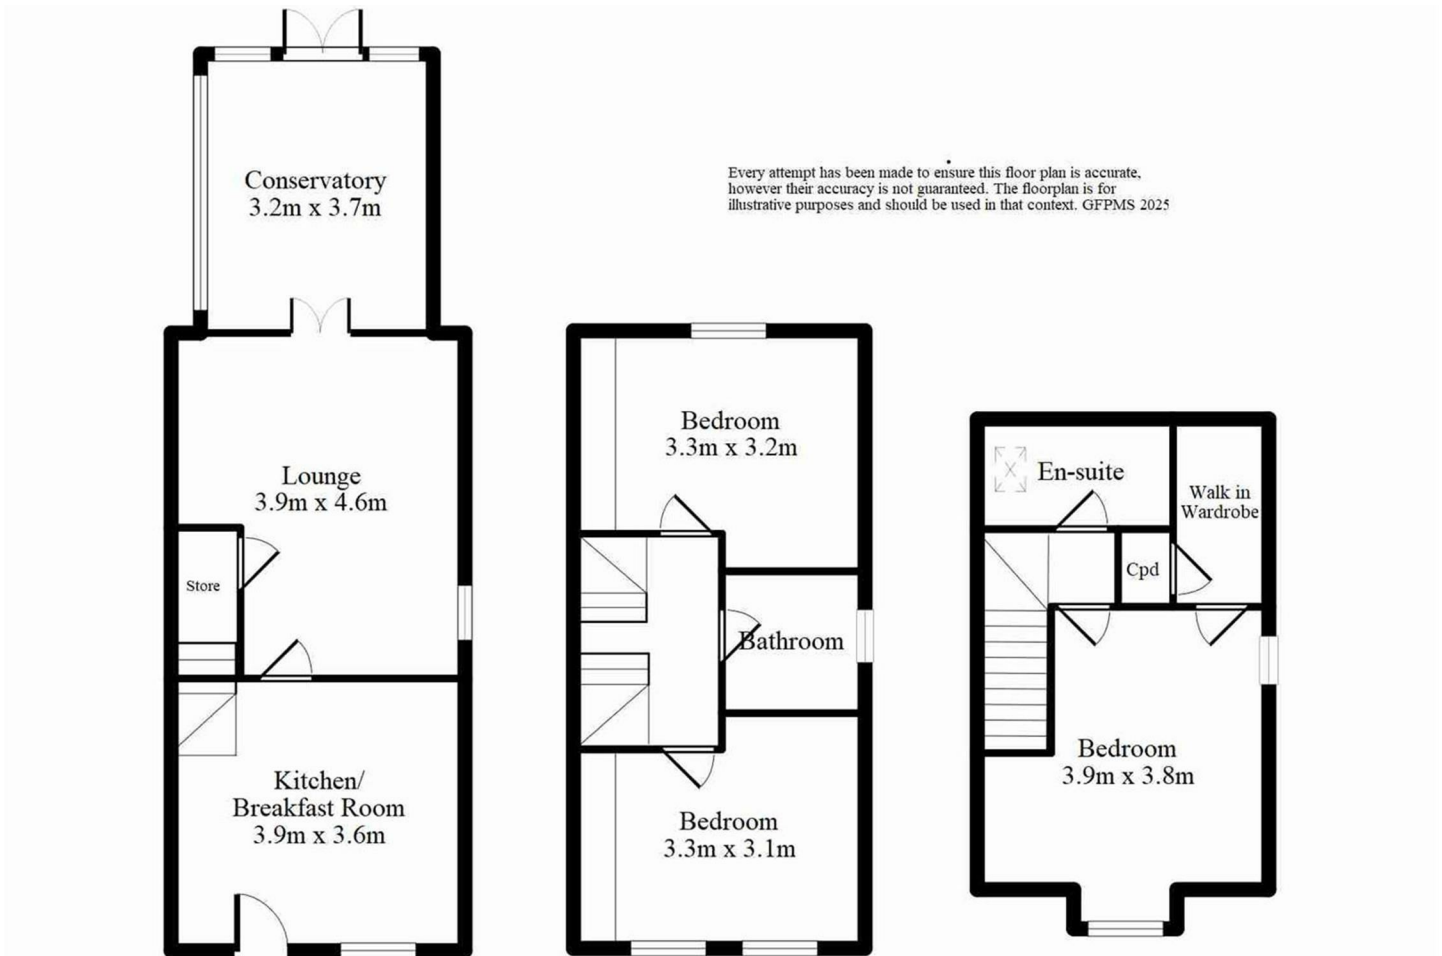 Conservatory
3.2m x 3.7m
Every attempt has been made to ensure this floor plan is accurate,
however their accuracy is not guaranteed. The floorplan is for
illustrative purposes and should be used in that context. GFPMS 2025
Lounge
3.9m x 4.6m
Store
Kitchen/
Breakfast Room
3.9m x 3.6m
Bedroom
3.3m x 3.2m
Bathroom
Bedroom
3.3m x 3.1m
En-suite
Walk in
Wardrobe
Cpd
Bedroom
3.9m x 3.8m